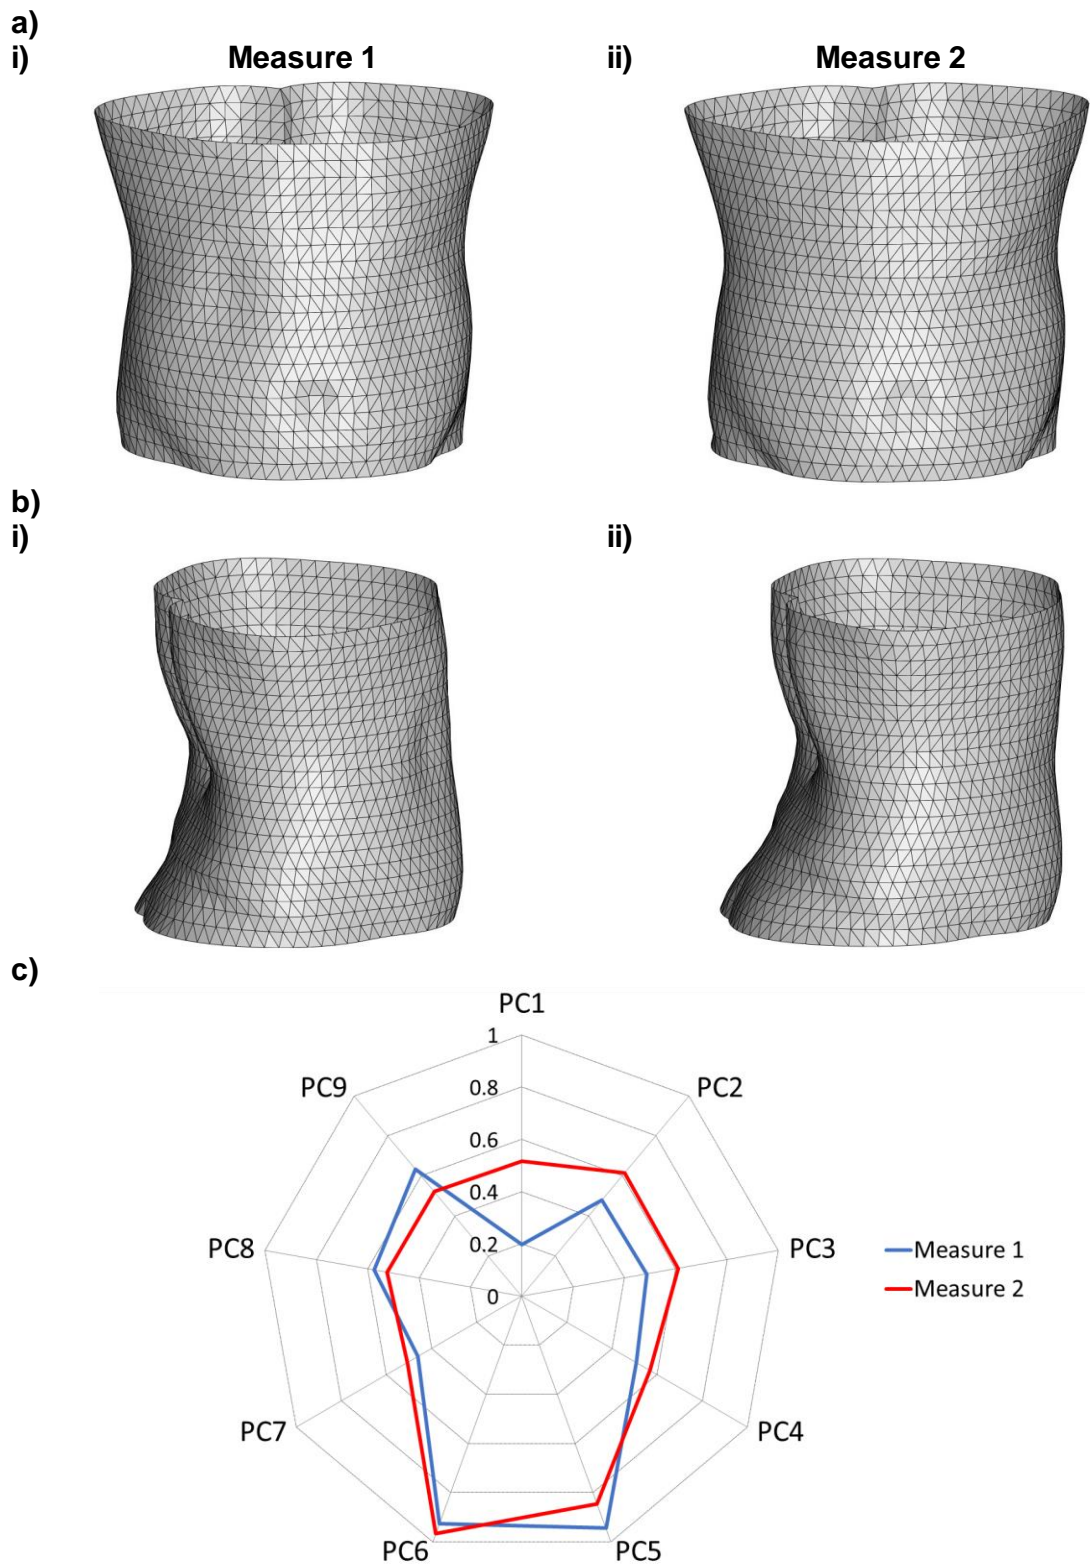 a)
i) Measure 1 ii) Measure 2
b)
i) ii)
c)
PC1
1
PC9 0.8 PC2
0.6
0.4
PC8 0.2 PC3
Measure 1
0
Measure 2
PC7 PC4
PC6 PC5